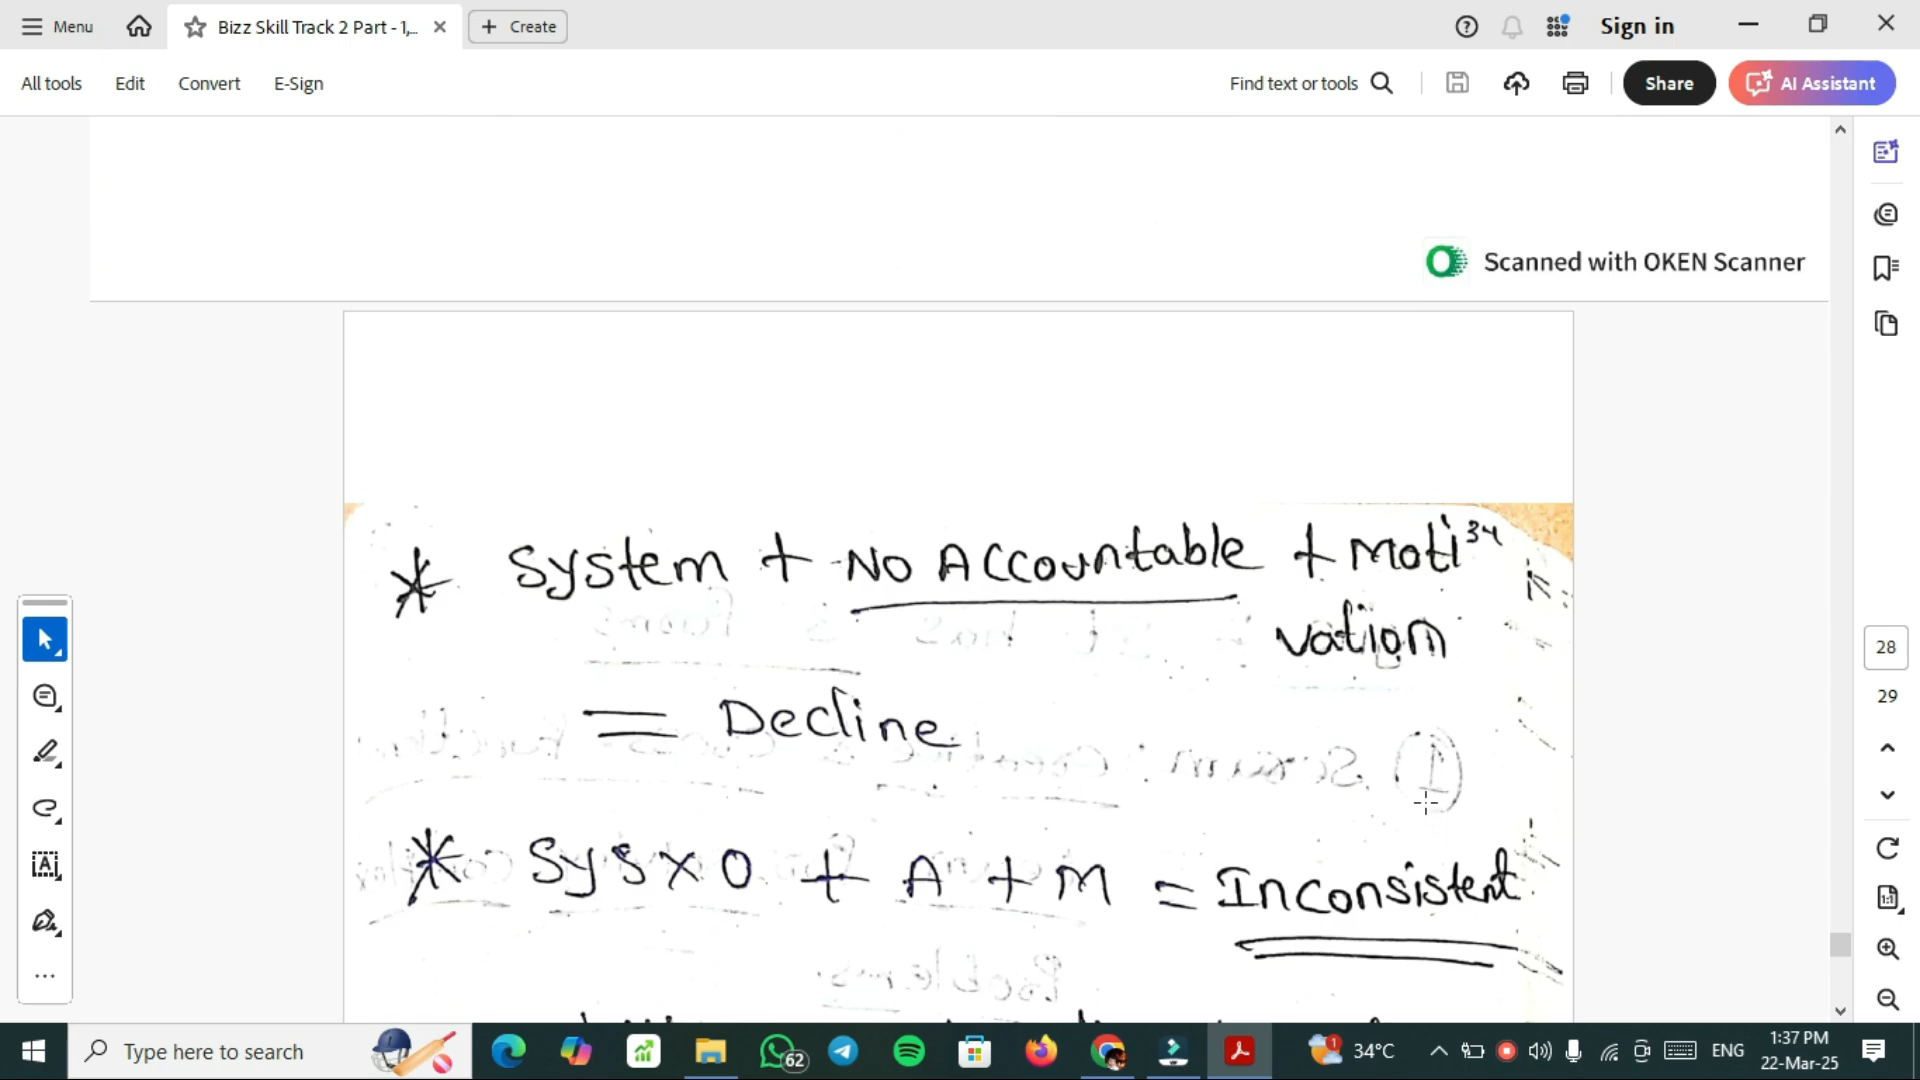 Menu
Bizz Skill Track 2 Part - 1,...
Create
Sign in
All tools
Edit
Convert
E-Sign
Find text or tools
Share
AI Assistant
Scanned with OKEN Scanner
* System + No Accountable + Moti 34
vation
= Decline
* Sys x 0 + A + M = Inconsistent
28
29
Type here to search
62
1
34°C
ENG
1:37 PM
22-Mar-25